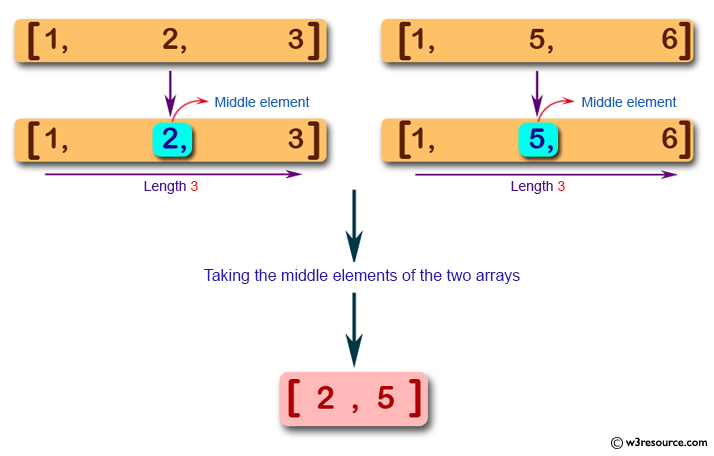 [1, 2, 3] [1, 5, 6]
Middle element Middle element
[1, 2, 3] [1, 5, 6]
Length 3 Length 3
Taking the middle elements of the two arrays
[ 2 , 5 ]
© w3resource.com